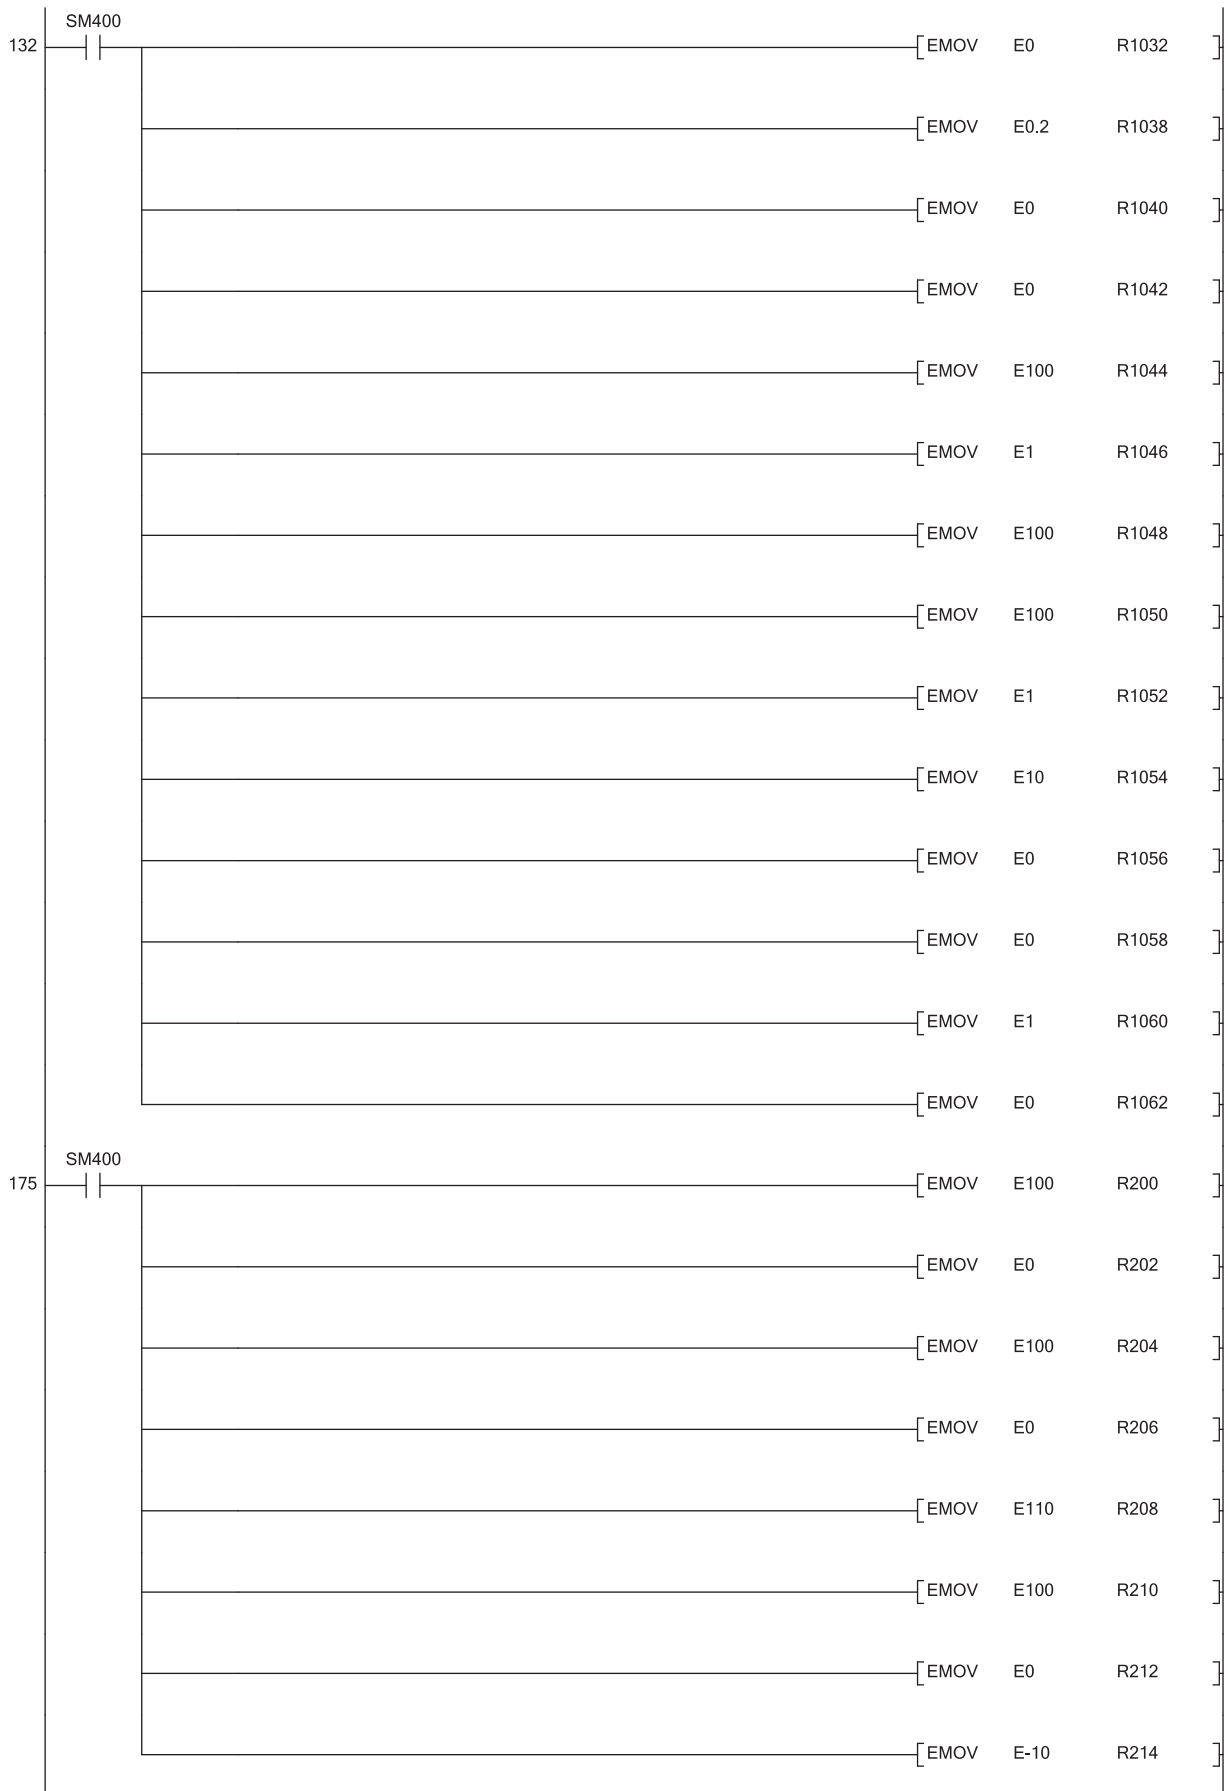 SM400
132 [EMOV E0 R1032 ]
[EMOV E0.2 R1038 ]
[EMOV E0 R1040 ]
[EMOV E0 R1042 ]
[EMOV E100 R1044 ]
[EMOV E1 R1046 ]
[EMOV E100 R1048 ]
[EMOV E100 R1050 ]
[EMOV E1 R1052 ]
[EMOV E10 R1054 ]
[EMOV E0 R1056 ]
[EMOV E0 R1058 ]
[EMOV E1 R1060 ]
[EMOV E0 R1062 ]
SM400
175 [EMOV E100 R200 ]
[EMOV E0 R202 ]
[EMOV E100 R204 ]
[EMOV E0 R206 ]
[EMOV E110 R208 ]
[EMOV E100 R210 ]
[EMOV E0 R212 ]
[EMOV E-10 R214 ]